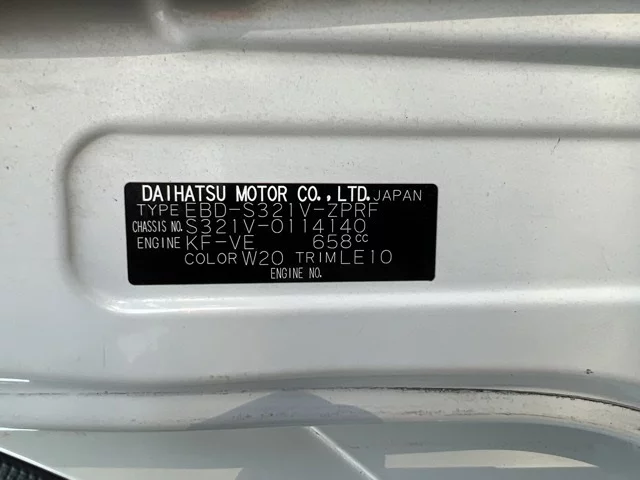 DAIHATSU MOTOR CO.,LTD. JAPAN
TYPE EBD-S321V-ZPRF
CHASSIS NO. S321V-0114140
ENGINE KF-VE 658CC
COLOR W20 TRIM LE10
ENGINE NO.